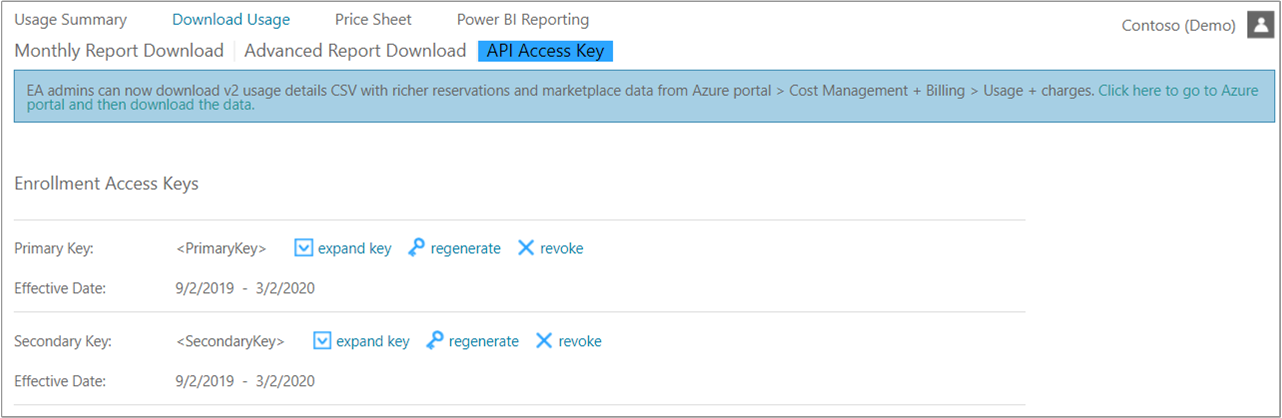 Usage Summary Download Usage Price Sheet Power BI Reporting Contoso (Demo)
Monthly Report Download Advanced Report Download API Access Key
EA admins can now download v2 usage details CSV with richer reservations and marketplace data from Azure portal > Cost Management + Billing > Usage + charges. Click here to go to Azure
portal and then download the data.
Enrollment Access Keys
Primary Key: <PrimaryKey> expand key regenerate revoke
Effective Date: 9/2/2019 - 3/2/2020
Secondary Key: <SecondaryKey> expand key regenerate revoke
Effective Date: 9/2/2019 - 3/2/2020